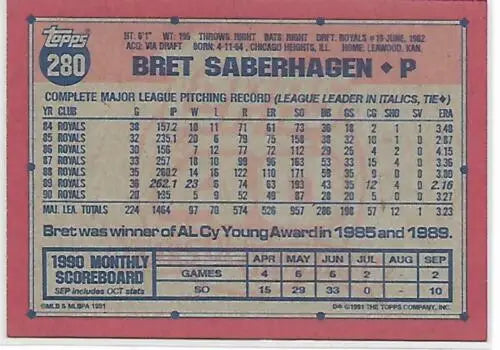 Topps
280
HT: 6'1" WT: 195 THROWS: RIGHT BATS: RIGHT DRAFT: ROYALS #19-JUNE, 1982
ACQ: VIA DRAFT BORN: 4-11-64, CHICAGO HEIGHTS, ILL. HOME: LEAWOOD, KAN.
BRET SABERHAGEN ♦ P
COMPLETE MAJOR LEAGUE PITCHING RECORD (LEAGUE LEADER IN ITALICS, TIE♦)
YR CLUB G IP W L R ER SO BB GS CG SHO SV ERA
84 ROYALS 38 157.2 10 11 71 61 73 36 18 2 1 1 3.48
85 ROYALS 32 235.1 20 6 79 75 158 38 32 10 1 0 2.87
86 ROYALS 30 156 7 12 77 72 112 29 25 4 2 0 4.15
87 ROYALS 33 257 18 10 99 96 163 53 33 15 4 0 3.36
88 ROYALS 35 260.2 14 16 122 110 171 59 35 9 0 0 3.80
89 ROYALS 36 262.1 23 6 74 63 193 43 35 12 4 0 2.16
90 ROYALS 20 135 5 9 52 49 87 28 20 5 0 0 3.27
MAJ. LEA. TOTALS 224 1464 97 70 574 526 957 286 198 57 12 1 3.23
Bret was winner of AL Cy Young Award in 1985 and 1989.
1990 MONTHLY SCOREBOARD
SEP includes OCT stats
APR MAY JUN JUL AUG SEP
GAMES 4 6 6 2 2
SO 15 29 33 0 10
©MLB & MLBPA 1991
D* ©1991 THE TOPPS COMPANY, INC.